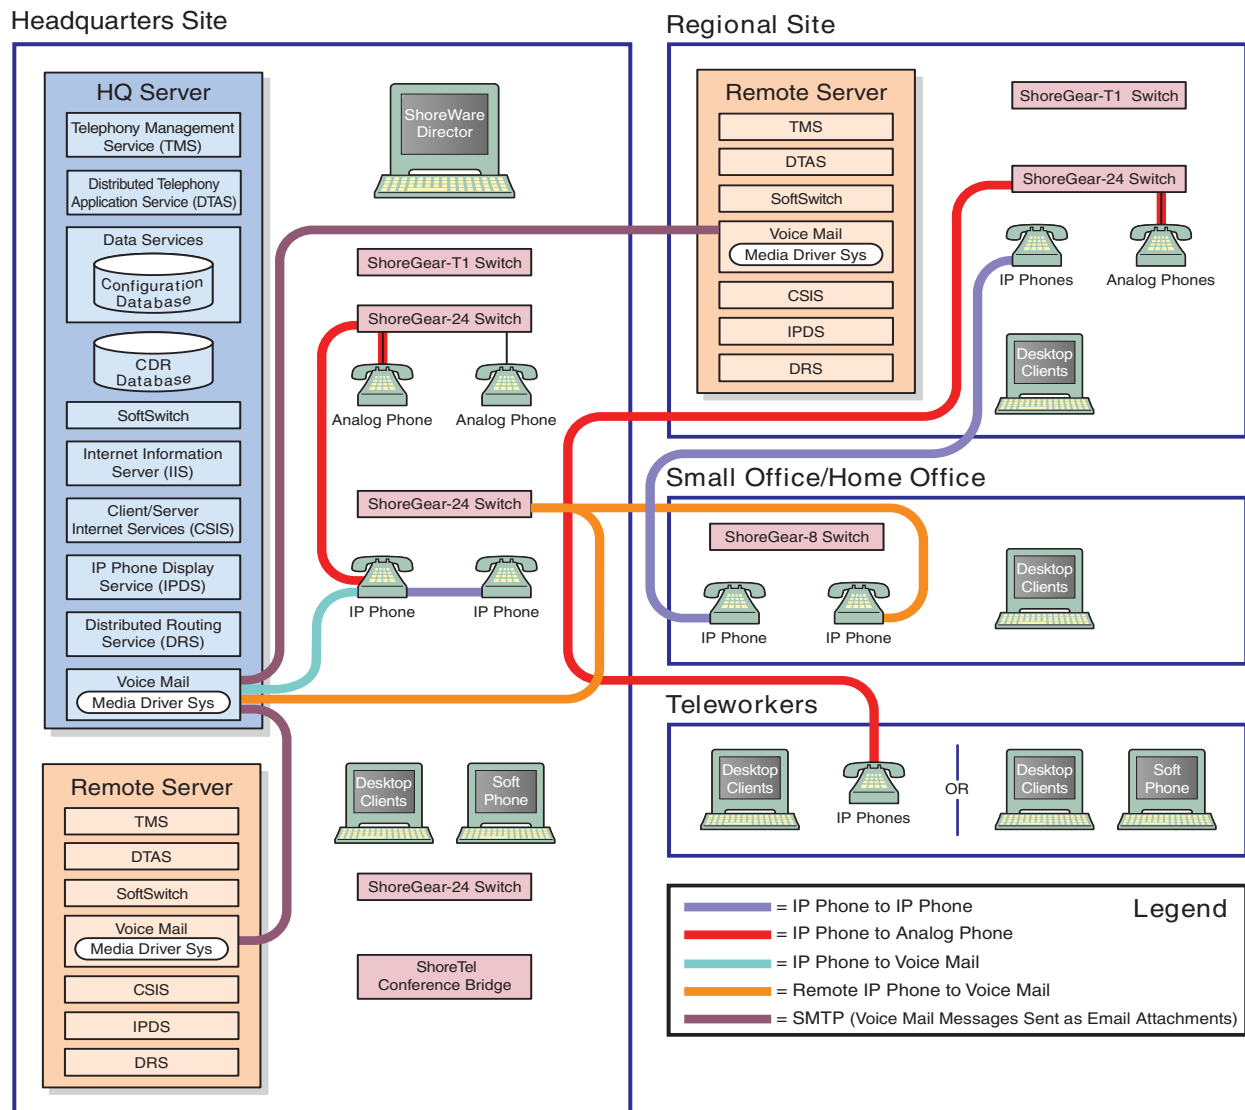 Headquarters Site
HQ Server
Telephony Management
Service (TMS)
Distributed Telephony
Application Service (DTAS)
Data Services
Configuration
Database
CDR
Database
SoftSwitch
Internet Information
Server (IIS)
Client/Server
Internet Services (CSIS)
IP Phone Display
Service (IPDS)
Distributed Routing
Service (DRS)
Voice Mail
Media Driver Sys
Remote Server
TMS
DTAS
SoftSwitch
Voice Mail
Media Driver Sys
CSIS
IPDS
DRS
ShoreWare
Director
ShoreGear-T1 Switch
ShoreGear-24 Switch
Analog Phone
Analog Phone
ShoreGear-24 Switch
IP Phone
IP Phone
Desktop
Clients
Soft
Phone
ShoreGear-24 Switch
ShoreTel
Conference Bridge
Regional Site
Remote Server
TMS
DTAS
SoftSwitch
Voice Mail
Media Driver Sys
CSIS
IPDS
DRS
ShoreGear-T1 Switch
ShoreGear-24 Switch
IP Phones
Analog Phones
Desktop
Clients
Small Office/Home Office
ShoreGear-8 Switch
IP Phone
IP Phone
Desktop
Clients
Teleworkers
Desktop
Clients
IP Phones
OR
Desktop
Clients
Soft
Phone
Legend
= IP Phone to IP Phone
= IP Phone to Analog Phone
= IP Phone to Voice Mail
= Remote IP Phone to Voice Mail
= SMTP (Voice Mail Messages Sent as Email Attachments)